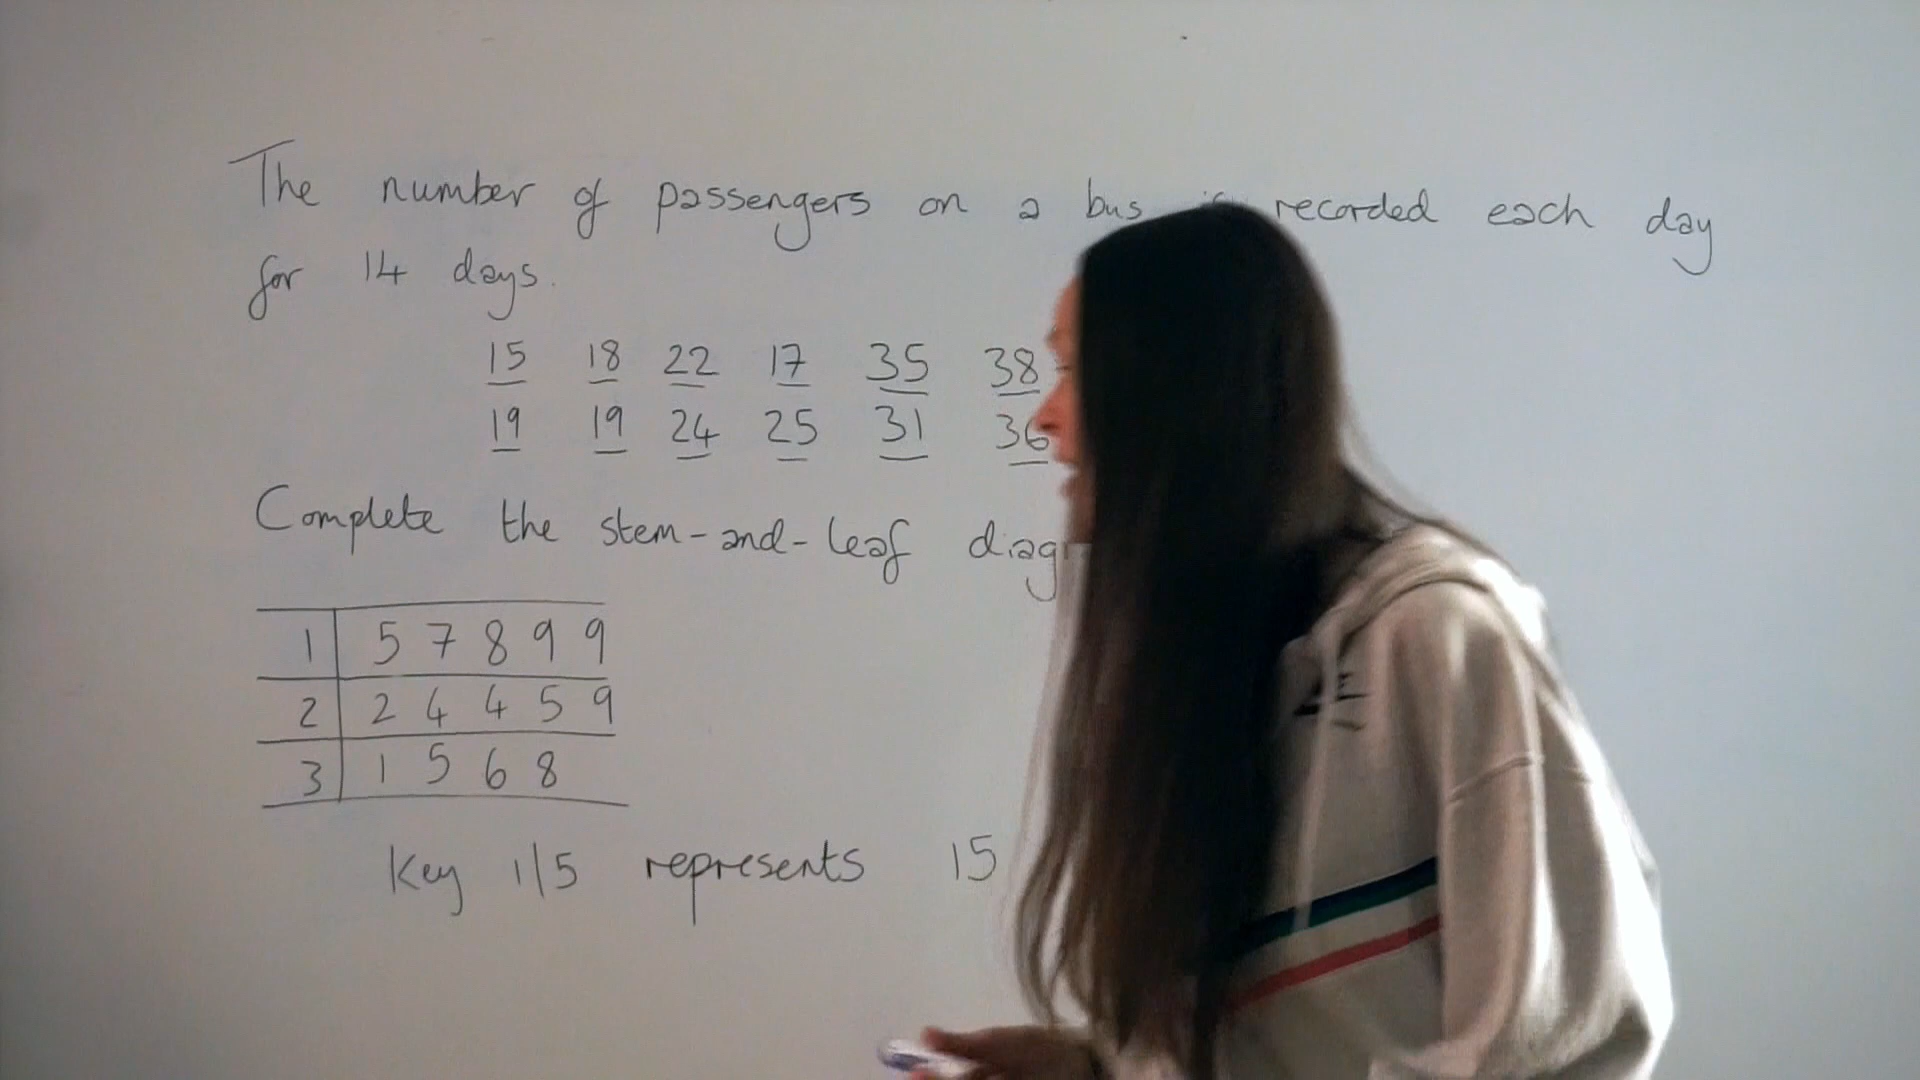 The number of passengers on a bus recorded each day
for 14 days.
15 18 22 17 35 38
19 19 24 25 31 36
Complete the stem-and-leaf
1 | 5 7 8 9 9
2 | 2 4 4 5 9
3 | 1 5 6 8
Key 1|5 represents 15